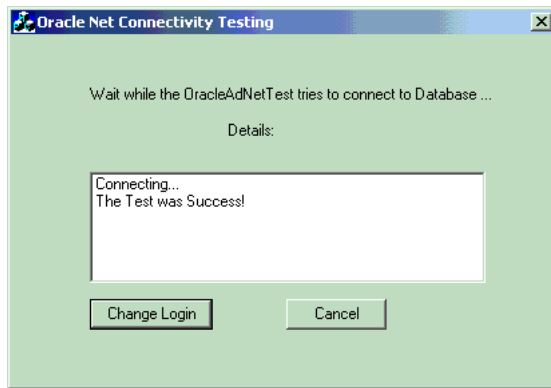 Oracle Net Connectivity Testing
Wait while the OracleAdNetTest tries to connect to Database ...
Details:
Connecting...
The Test was Success!
Change Login
Cancel